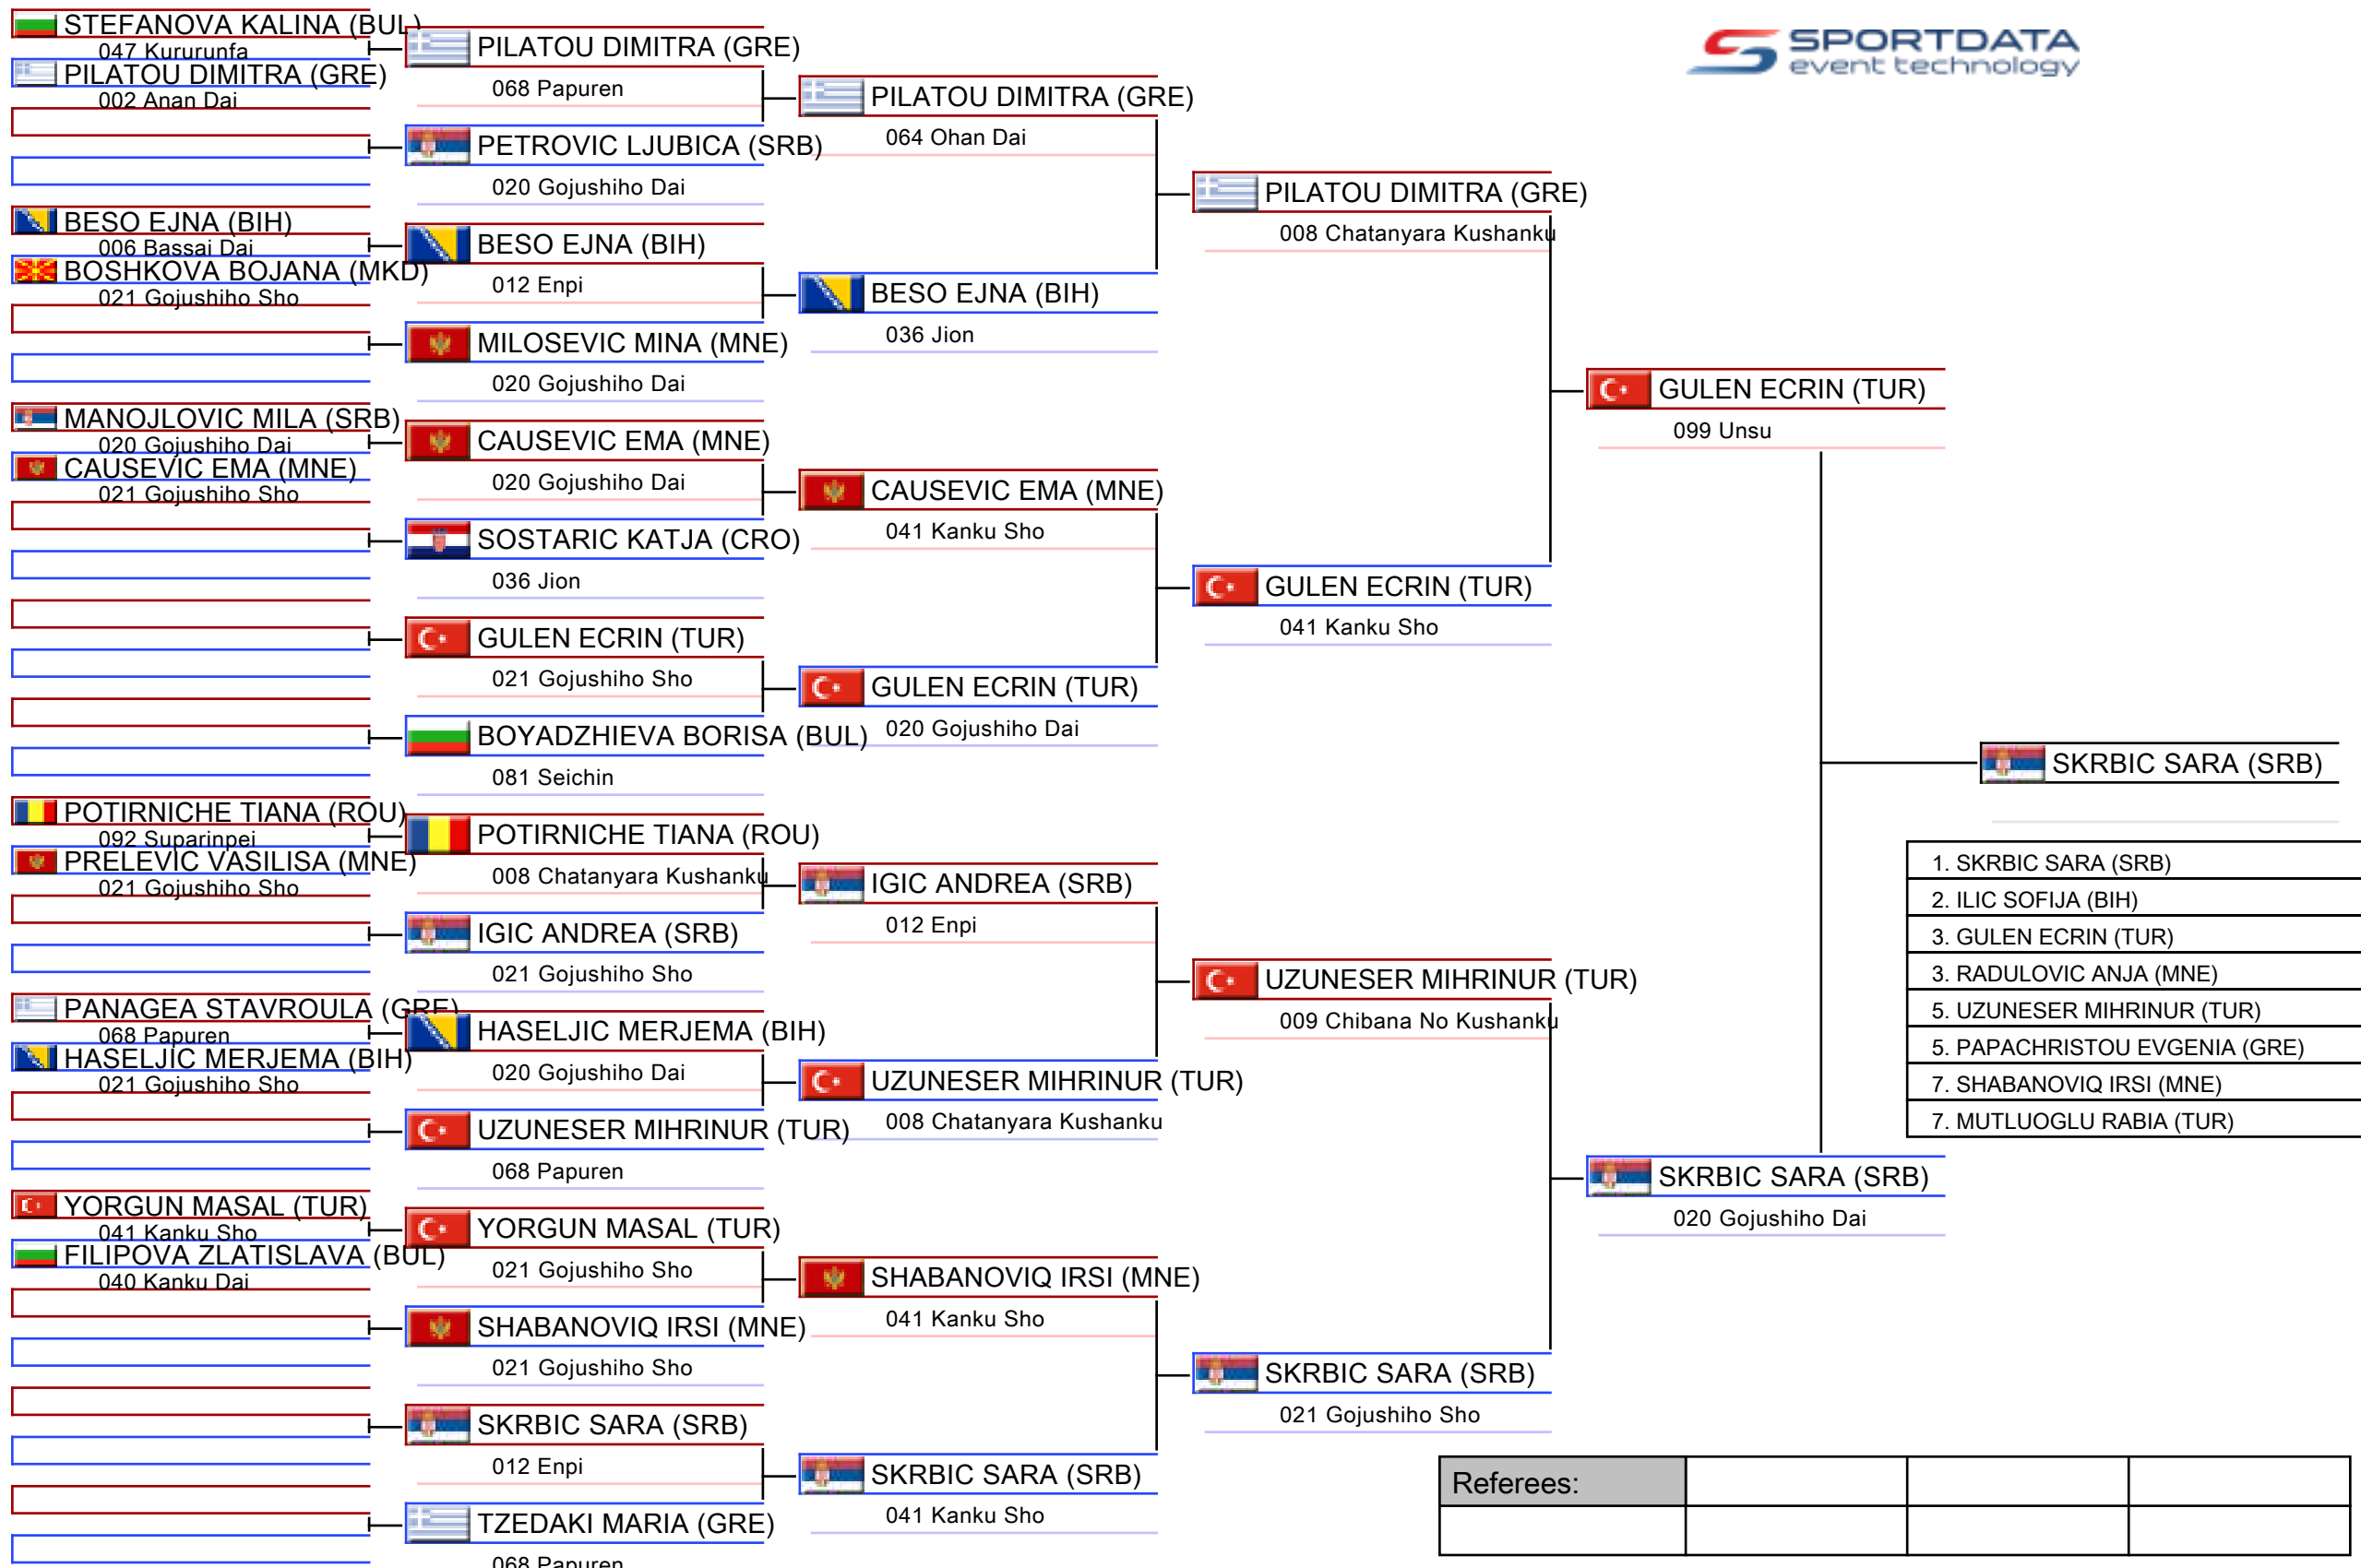 SPORTDATA
event technology
STEFANOVA KALINA (BUL)
047 Kururunfa
PILATOU DIMITRA (GRE)
002 Anan Dai
BESO EJNA (BIH)
006 Bassai Dai
BOSHKOVA BOJANA (MKD)
021 Gojushiho Sho
MANOJLOVIC MILA (SRB)
020 Gojushiho Dai
CAUSEVIC EMA (MNE)
021 Gojushiho Sho
POTIRNICHE TIANA (ROU)
092 Suparinpei
PRELEVIC VASILISA (MNE)
021 Gojushiho Sho
PANAGEA STAVROULA (GRE)
068 Papuren
HASELJIC MERJEMA (BIH)
021 Gojushiho Sho
YORGUN MASAL (TUR)
041 Kanku Sho
FILIPOVA ZLATISLAVA (BUL)
040 Kanku Dai
PILATOU DIMITRA (GRE)
068 Papuren
PETROVIC LJUBICA (SRB)
020 Gojushiho Dai
BESO EJNA (BIH)
012 Enpi
MILOSEVIC MINA (MNE)
020 Gojushiho Dai
CAUSEVIC EMA (MNE)
020 Gojushiho Dai
SOSTARIC KATJA (CRO)
036 Jion
GULEN ECRIN (TUR)
021 Gojushiho Sho
BOYADZHIEVA BORISA (BUL)
081 Seichin
POTIRNICHE TIANA (ROU)
008 Chatanyara Kushanku
IGIC ANDREA (SRB)
021 Gojushiho Sho
HASELJIC MERJEMA (BIH)
020 Gojushiho Dai
UZUNESER MIHRINUR (TUR)
068 Papuren
YORGUN MASAL (TUR)
021 Gojushiho Sho
SHABANOVIQ IRSI (MNE)
021 Gojushiho Sho
SKRBIC SARA (SRB)
012 Enpi
TZEDAKI MARIA (GRE)
068 Papuren
PILATOU DIMITRA (GRE)
064 Ohan Dai
BESO EJNA (BIH)
036 Jion
CAUSEVIC EMA (MNE)
041 Kanku Sho
GULEN ECRIN (TUR)
020 Gojushiho Dai
IGIC ANDREA (SRB)
012 Enpi
UZUNESER MIHRINUR (TUR)
008 Chatanyara Kushanku
SHABANOVIQ IRSI (MNE)
041 Kanku Sho
SKRBIC SARA (SRB)
041 Kanku Sho
PILATOU DIMITRA (GRE)
008 Chatanyara Kushanku
GULEN ECRIN (TUR)
041 Kanku Sho
UZUNESER MIHRINUR (TUR)
009 Chibana No Kushanku
SKRBIC SARA (SRB)
021 Gojushiho Sho
GULEN ECRIN (TUR)
099 Unsu
SKRBIC SARA (SRB)
020 Gojushiho Dai
SKRBIC SARA (SRB)
1. SKRBIC SARA (SRB)
2. ILIC SOFIJA (BIH)
3. GULEN ECRIN (TUR)
3. RADULOVIC ANJA (MNE)
5. UZUNESER MIHRINUR (TUR)
5. PAPACHRISTOU EVGENIA (GRE)
7. SHABANOVIQ IRSI (MNE)
7. MUTLUOGLU RABIA (TUR)
Referees: